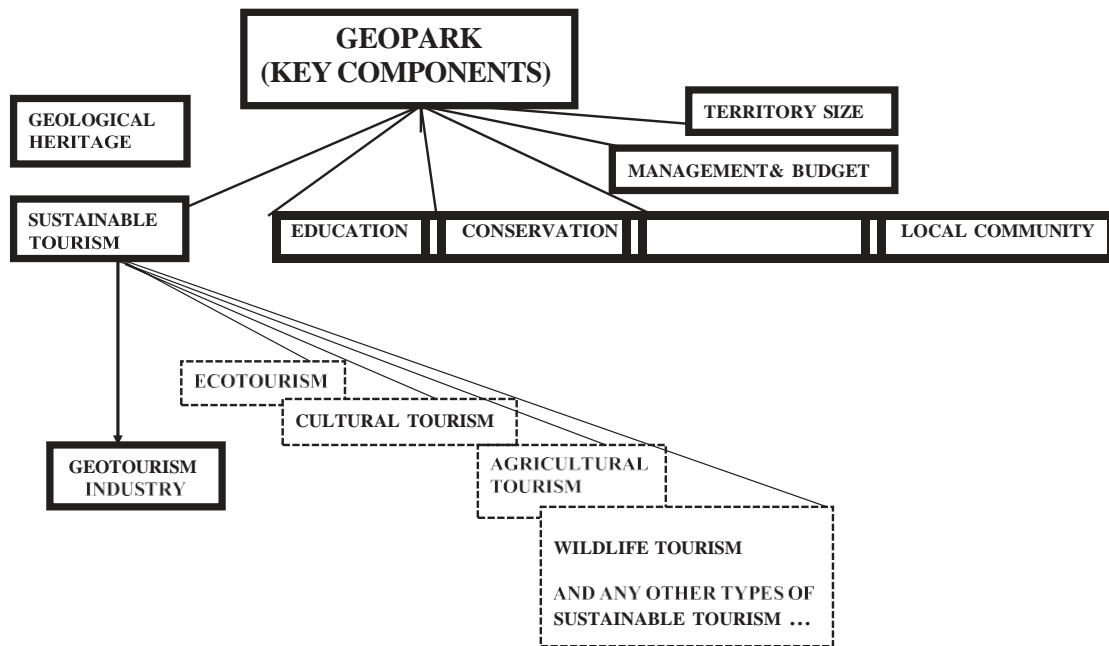 GEOPARK
(KEY COMPONENTS)
GEOLOGICAL
HERITAGE
TERRITORY SIZE
MANAGEMENT& BUDGET
SUSTAINABLE
TOURISM
EDUCATION
CONSERVATION
LOCAL COMMUNITY
ECOTOURISM
CULTURAL TOURISM
AGRICULTURAL
TOURISM
GEOTOURISM
INDUSTRY
WILDLIFE TOURISM
AND ANY OTHER TYPES OF
SUSTAINABLE TOURISM ...